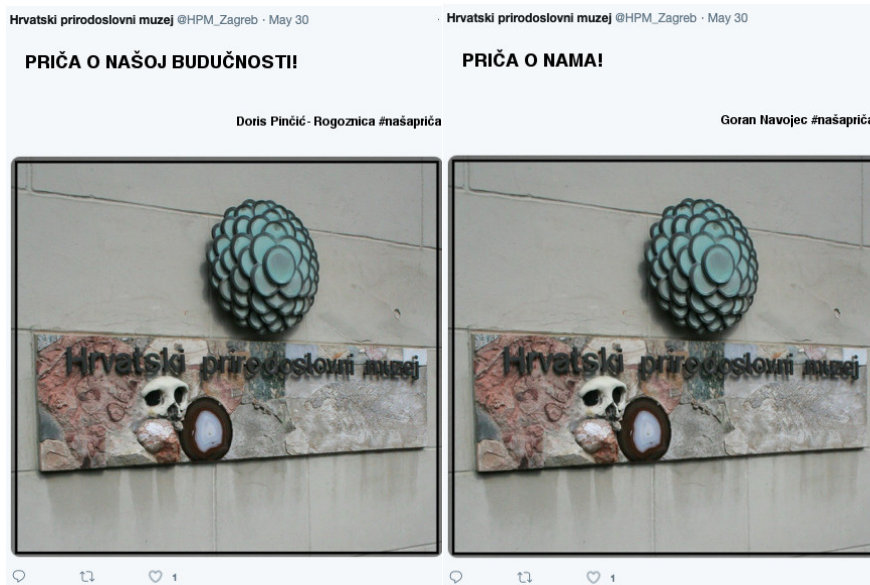 Hrvatski prirodoslovni muzej @HPM_Zagreb · May 30
PRIČA O NAŠOJ BUDUČNOSTI!
Doris Pinčić- Rogoznica #našapriča
Hrvatski prirodoslovni muzej
1
Hrvatski prirodoslovni muzej @HPM_Zagreb · May 30
PRIČA O NAMA!
Goran Navojec #našapriča
Hrvatski prirodoslovni muzej
1